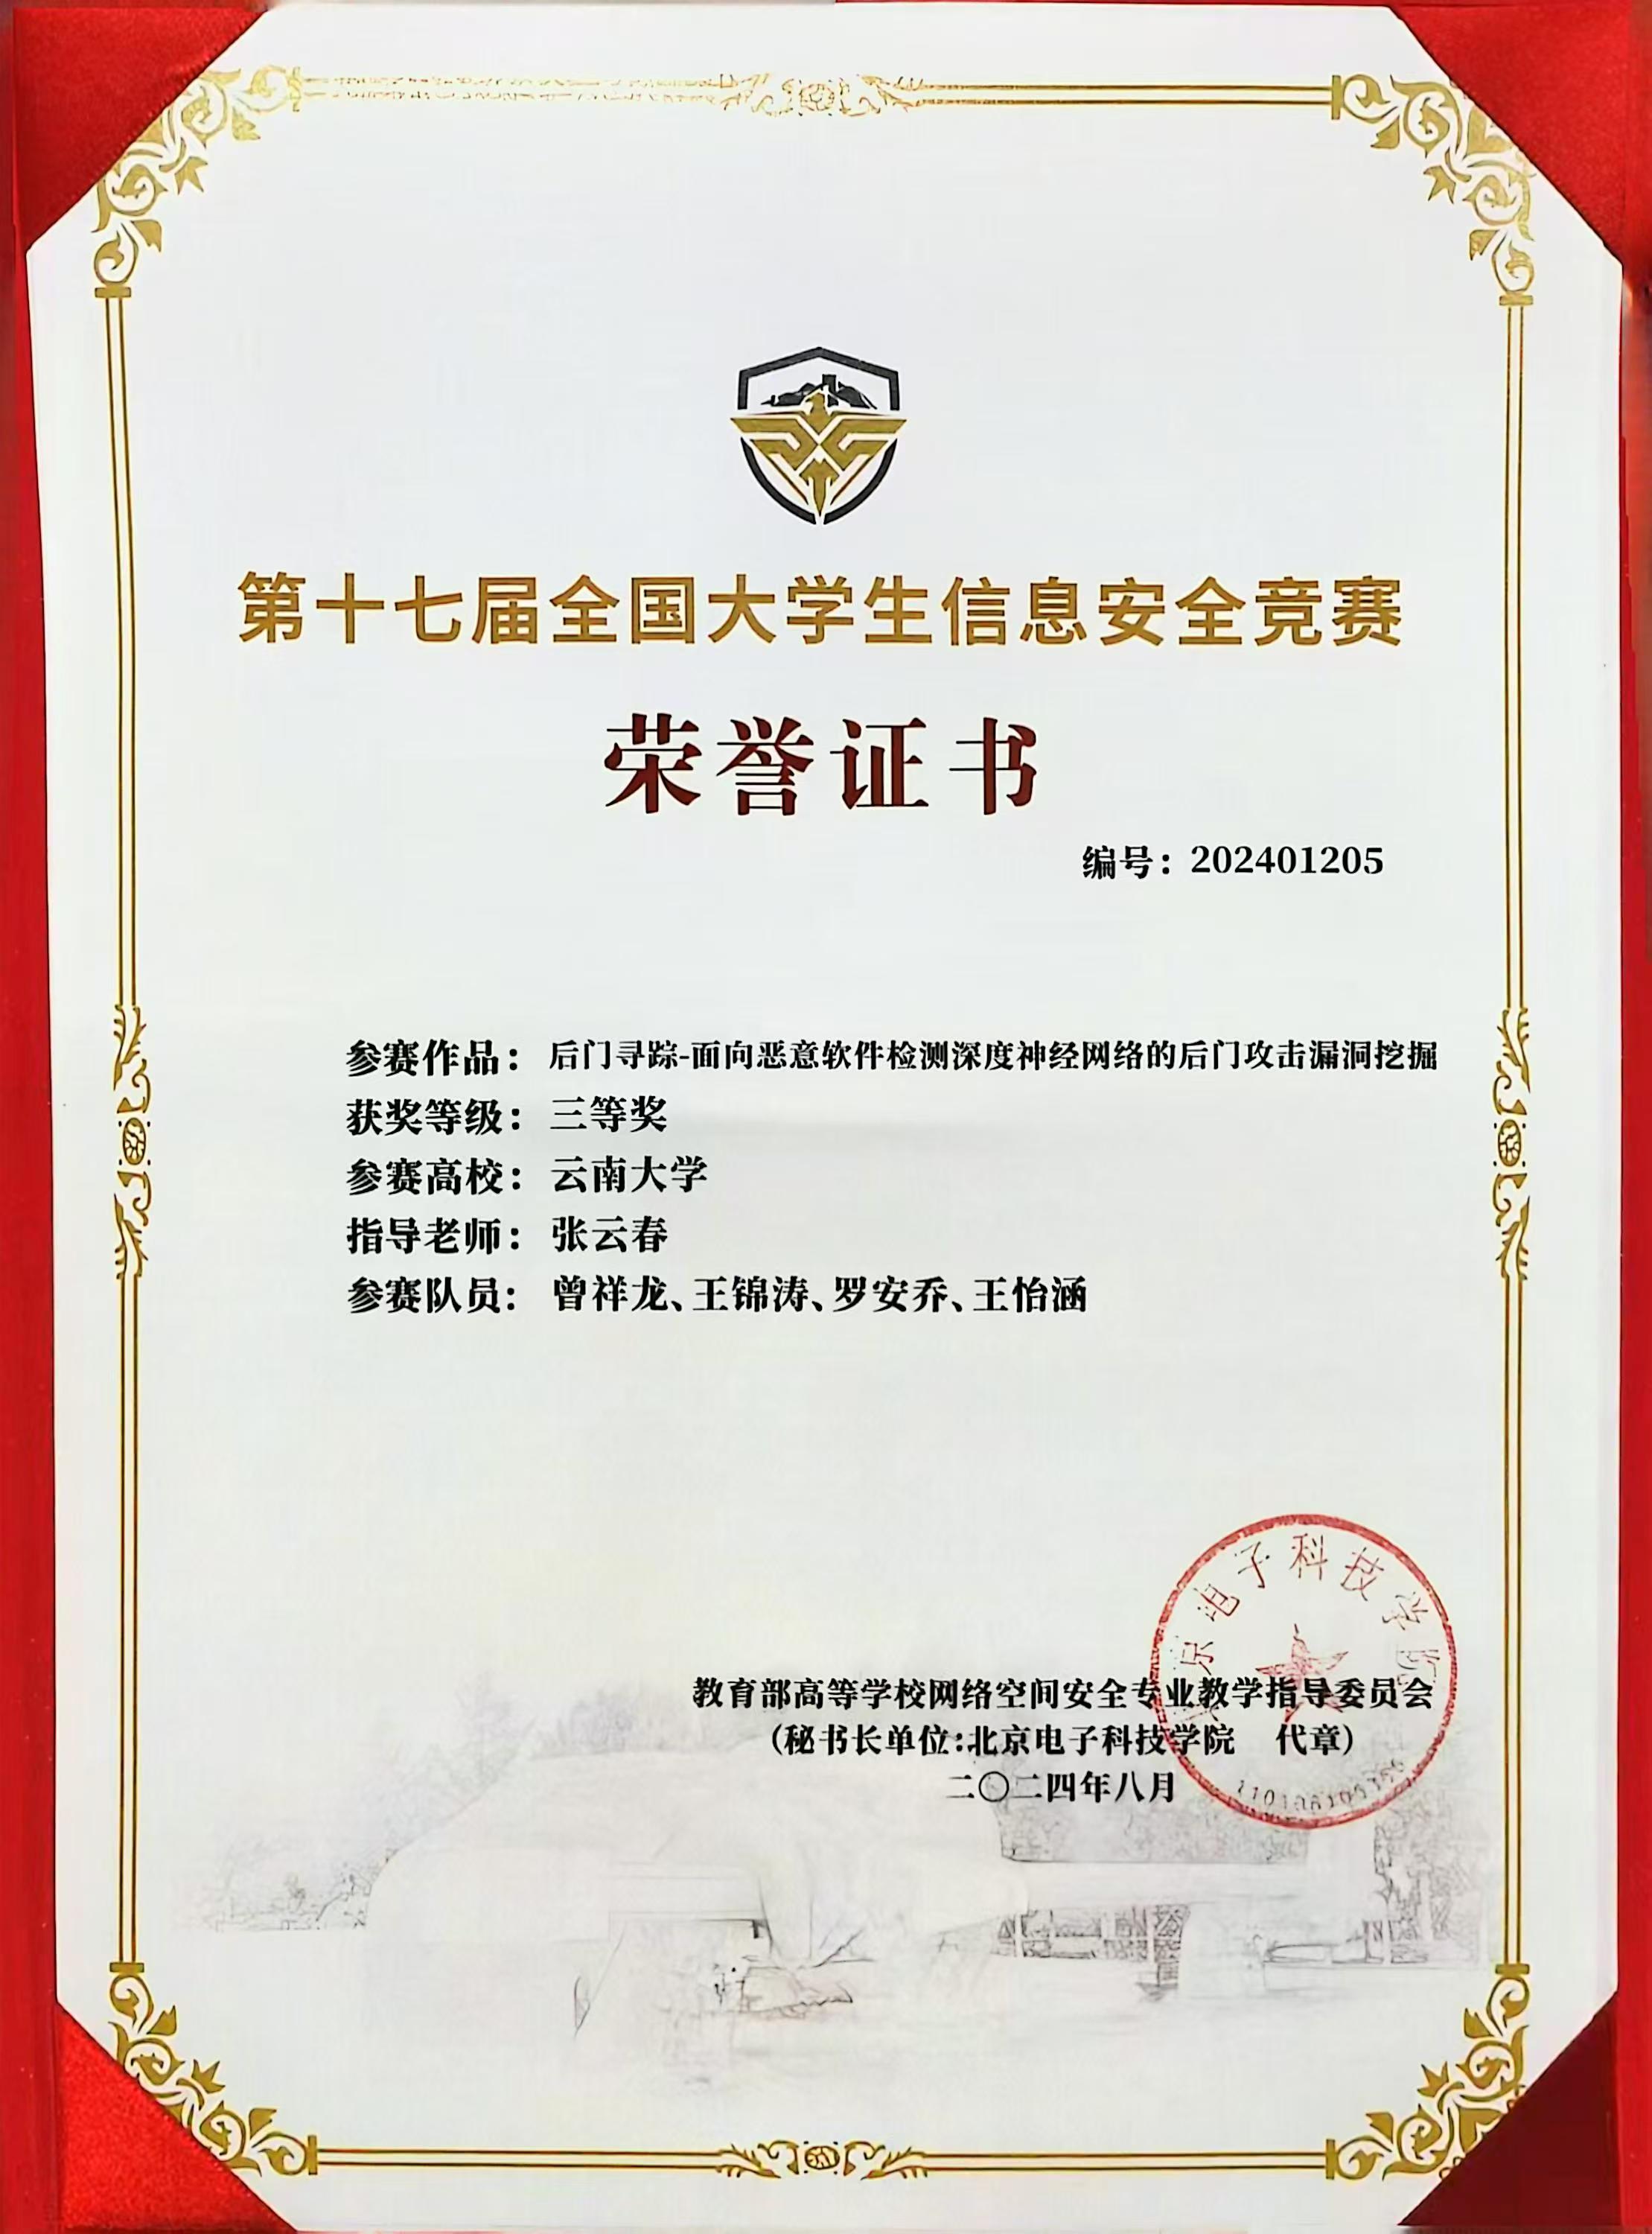 第十七届全国大学生信息安全竞赛
荣誉证书
编号：202401205
参赛作品：后门寻踪-面向恶意软件检测深度神经网络的后门攻击漏洞挖掘
获奖等级：三等奖
参赛高校：云南大学
指导老师：张云春
参赛队员：曾祥龙、王锦涛、罗安乔、王怡涵
京电子科技学院
教育部高等学校网络空间安全专业教学指导委员会
(秘书长单位:北京电子科技学院 代章)
二〇二四年八月